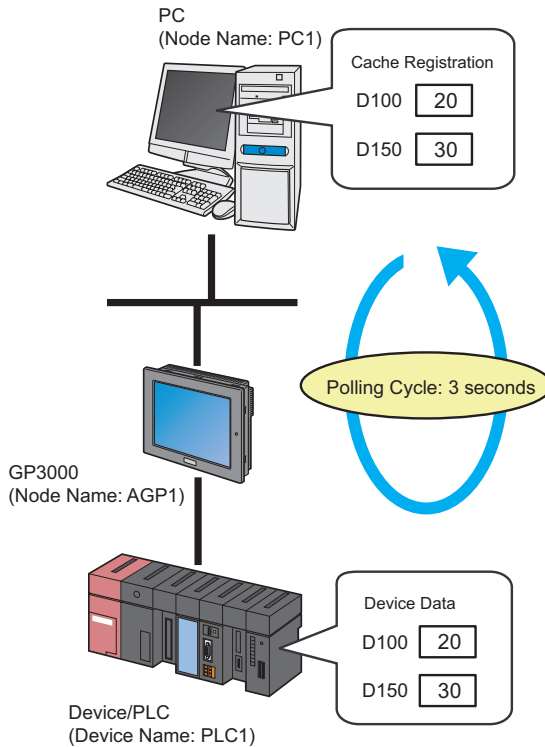 PC
(Node Name: PC1)
Cache Registration
D100 20
D150 30
Polling Cycle: 3 seconds
GP3000
(Node Name: AGP1)
Device Data
D100 20
D150 30
Device/PLC
(Device Name: PLC1)